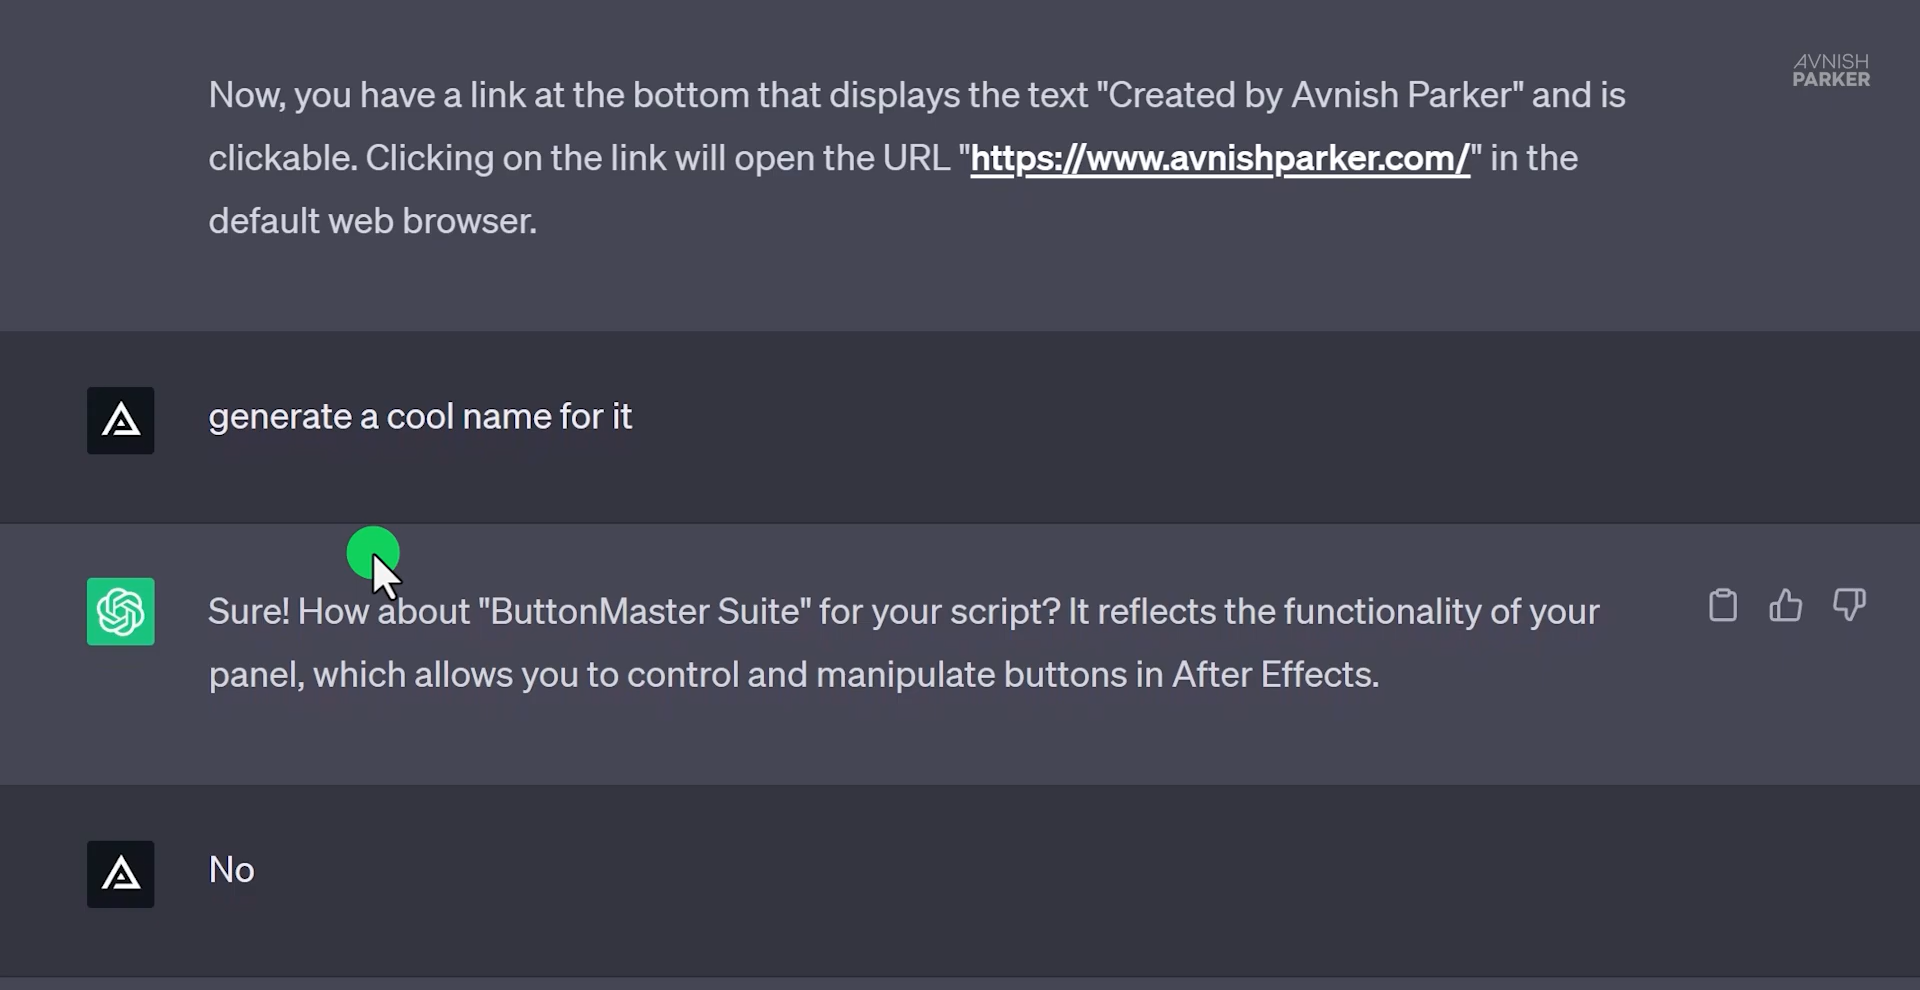 AVNISH
PARKER
Now, you have a link at the bottom that displays the text "Created by Avnish Parker" and is
clickable. Clicking on the link will open the URL "https://www.avnishparker.com/" in the
default web browser.
generate a cool name for it
Sure! How about "ButtonMaster Suite" for your script? It reflects the functionality of your
panel, which allows you to control and manipulate buttons in After Effects.
No